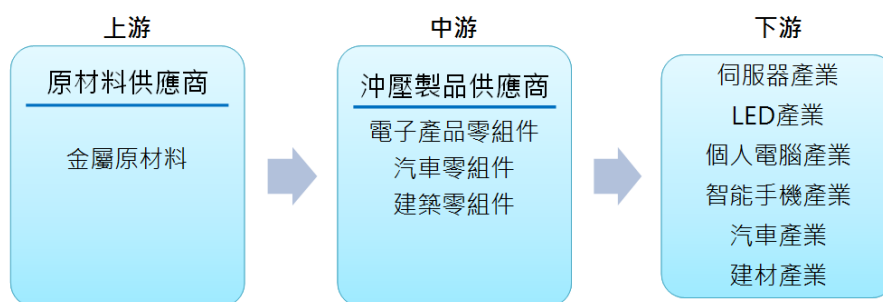 上游
原材料供應商
金屬原材料
中游
沖壓製品供應商
電子產品零組件
汽車零組件
建築零組件
下游
伺服器產業
LED產業
個人電腦產業
智能手機產業
汽車產業
建材產業